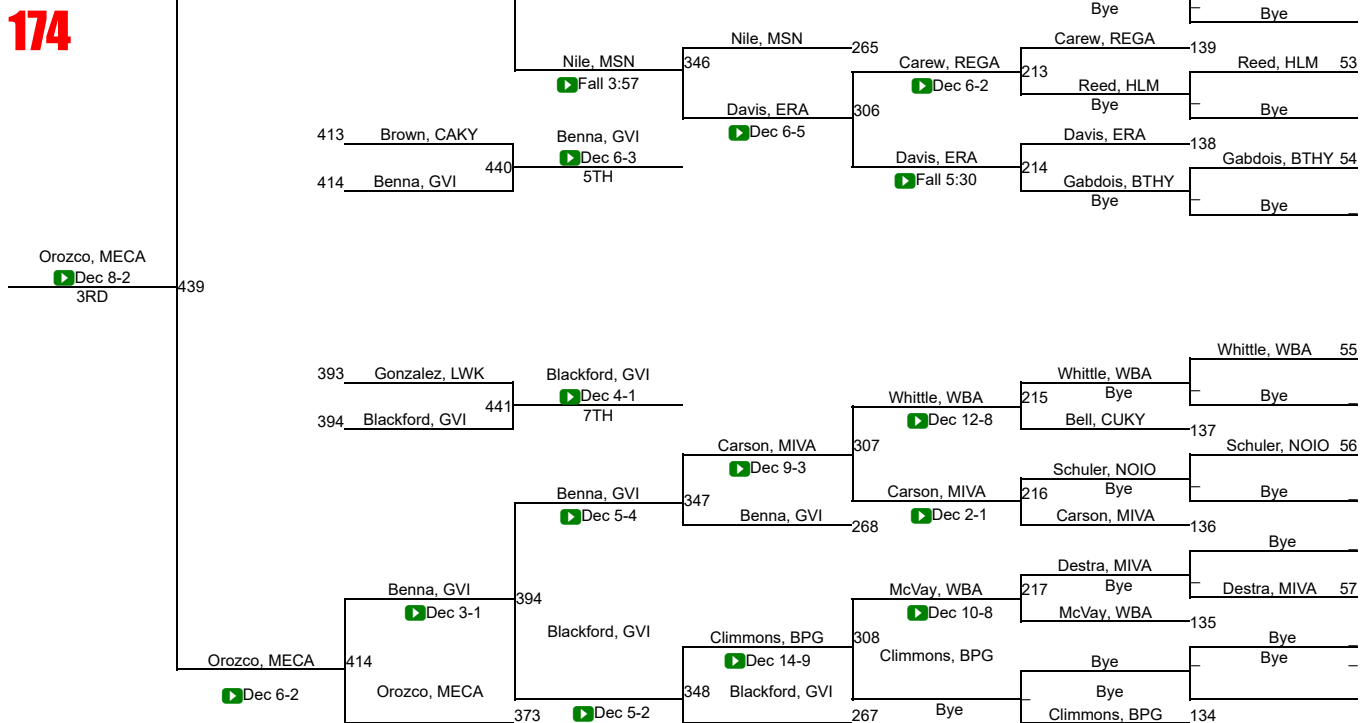 174
Bye
Bye
Nile, MSN
265
Carew, REGA
139
Nile, MSN
346
Carew, REGA
213
Reed, HLM 53
Fall 3:57
Dec 6-2
Reed, HLM
Davis, ERA
306
Bye
Bye
413 Brown, CAKY
Benna, GVI
Dec 6-5
Davis, ERA
138
Dec 6-3
Davis, ERA
Gabdois, BTHY 54
440
5TH
214
414 Benna, GVI
Fall 5:30
Gabdois, BTHY
Bye
Bye
Orozco, MECA
Dec 8-2
439
3RD
Whittle, WBA 55
393 Gonzalez, LWK
Blackford, GVI
Whittle, WBA
Dec 4-1
Whittle, WBA
215
Bye
Bye
441
7TH
Dec 12-8
394 Blackford, GVI
Bell, CUKY
137
Carson, MIVA
307
Schuler, NOIO 56
Dec 9-3
Schuler, NOIO
Benna, GVI
347
Carson, MIVA
216
Bye
Bye
Dec 5-4
Benna, GVI
268
Dec 2-1
Carson, MIVA
136
Bye
Destra, MIVA
Benna, GVI
394
McVay, WBA
217
Bye
Destra, MIVA 57
Dec 3-1
Dec 10-8
McVay, WBA
135
Blackford, GVI
Climmons, BPG
308
Bye
Orozco, MECA
414
Dec 14-9
Climmons, BPG
Bye
Bye
Dec 6-2
Orozco, MECA
348
Blackford, GVI
Bye
373
Dec 5-2
267
Bye
Climmons, BPG
134